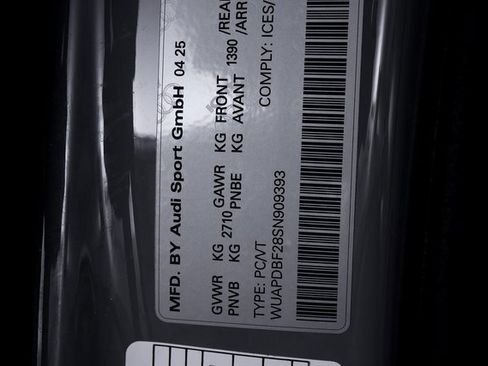 MFD. BY Audi Sport GmbH 04 25
GVWR KG 2710 GAWR KG FRONT 1390 /REAR
PNVB KG PNBE KG AVANT /ARR
TYPE: PC/VT COMPLY: ICES/
WUAPDBF28SN909393